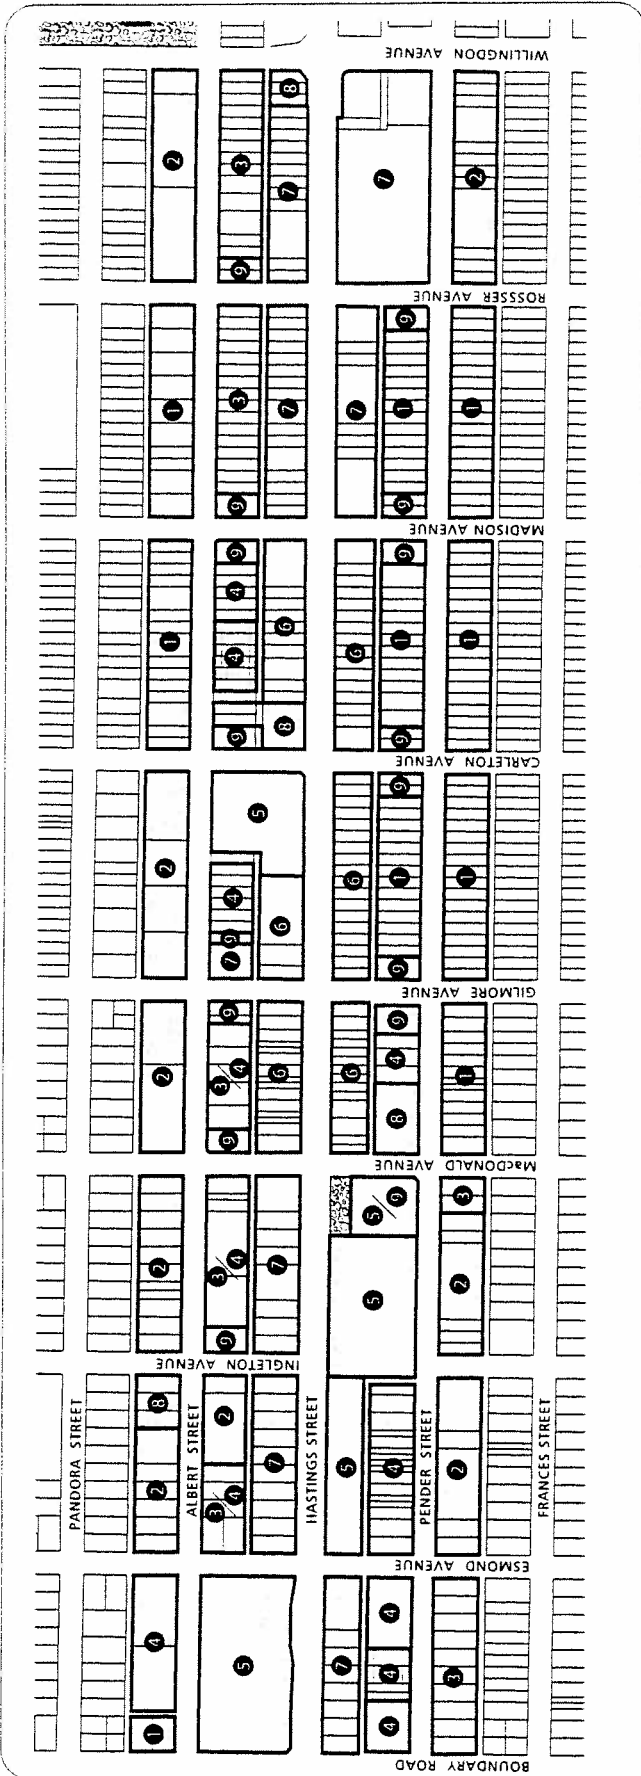 WILLINGDON AVENUE
8
2 3 7 7 2
9
ROSSSER AVENUE
9
1 3 7 7 1 1
9 9
MADISON AVENUE
9 9
4
1 4 6 6 1 1
9 8 9
CARLETON AVENUE
5 9
2 4 6 1 1
9 6
7 9
GILMORE AVENUE
9 9
2 3/4 6 6 4 1
9 8
MacDONALD AVENUE
5/9 3
2 3/4 7 5 2
9
INGLETON AVENUE
8 2
2 3/4 7 5 4 2
PANDORA STREET
ALBERT STREET
HASTINGS STREET
PENDER STREET
FRANCES STREET
ESMOND AVENUE
4
4 5 7 4 3
1 4
BOUNDARY ROAD